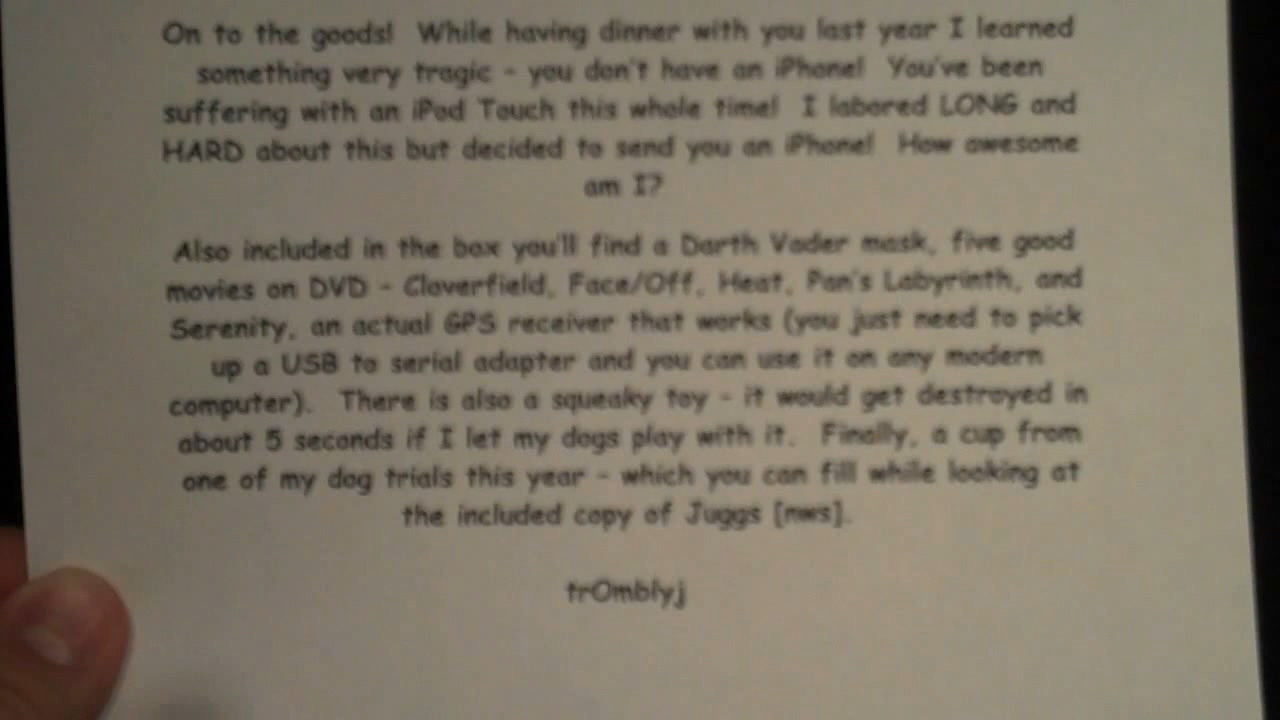 On to the goods! While having dinner with you last year I learned
something very tragic - you don't have an iPhone! You've been
suffering with an iPod Touch this whole time! I labored LONG and
HARD about this but decided to send you an iPhone! How awesome
am I?
Also included in the box you'll find a Darth Vader mask, five good
movies on DVD - Cloverfield, Face/Off, Heat, Pan's Labyrinth, and
Serenity, an actual GPS receiver that works (you just need to pick
up a USB to serial adapter and you can use it on any modern
computer). There is also a squeaky toy - it would get destroyed in
about 5 seconds if I let my dogs play with it. Finally, a cup from
one of my dog trials this year - which you can fill while looking at
the included copy of Juggs [nws].
trOmblyj